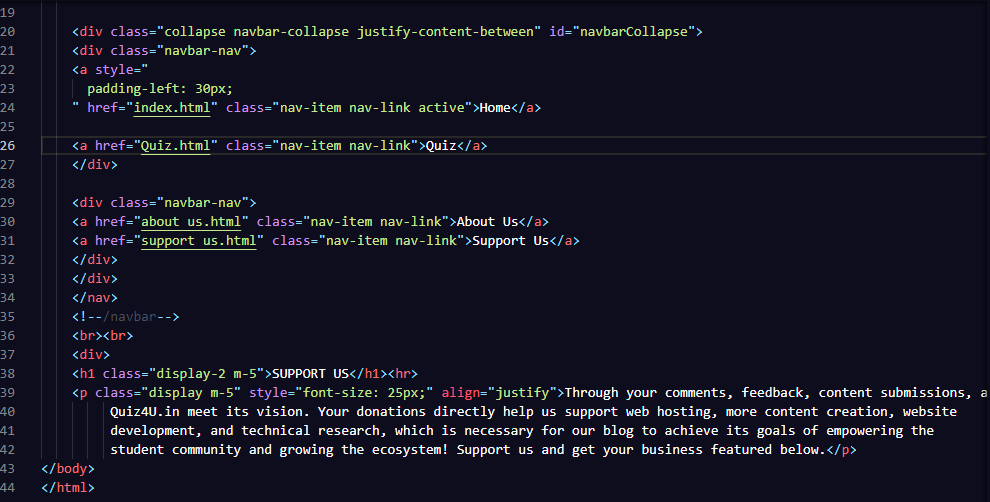 19
20 <div class="collapse navbar-collapse justify-content-between" id="navbarCollapse">
21 <div class="navbar-nav">
22 <a style="
23 padding-left: 30px;
24 " href="index.html" class="nav-item nav-link active">Home</a>
25
26 <a href="Quiz.html" class="nav-item nav-link">Quiz</a>
27 </div>
28
29 <div class="navbar-nav">
30 <a href="about us.html" class="nav-item nav-link">About Us</a>
31 <a href="support us.html" class="nav-item nav-link">Support Us</a>
32 </div>
33 </div>
34 </nav>
35 <!--/navbar-->
36 <br><br>
37 <div>
38 <h1 class="display-2 m-5">SUPPORT US</h1><hr>
39 <p class="display m-5" style="font-size: 25px;" align="justify">Through your comments, feedback, content submissions, a
40 Quiz4U.in meet its vision. Your donations directly help us support web hosting, more content creation, website
41 development, and technical research, which is necessary for our blog to achieve its goals of empowering the
42 student community and growing the ecosystem! Support us and get your business featured below.</p>
43 </body>
44 </html>